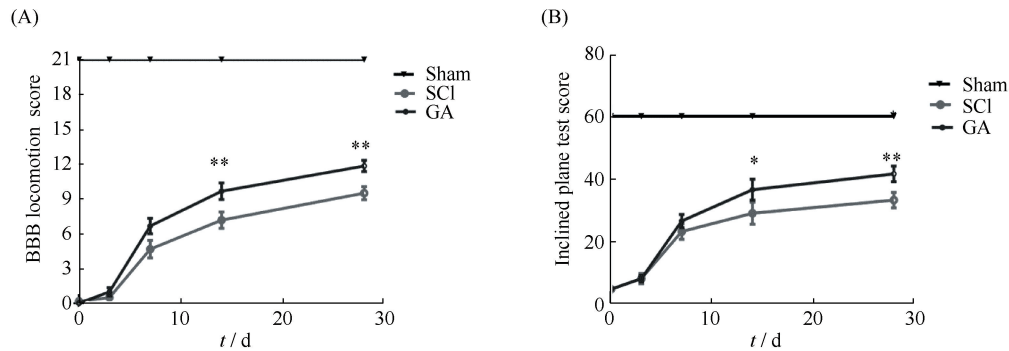 (A)
BBB locomotion score
21
18
15
12
9
6
3
0
0 10 20 30
t / d
** **
Sham
SCl
GA
(B)
Inclined plane test score
80
60
40
20
0
0 10 20 30
t / d
* **
Sham
SCl
GA